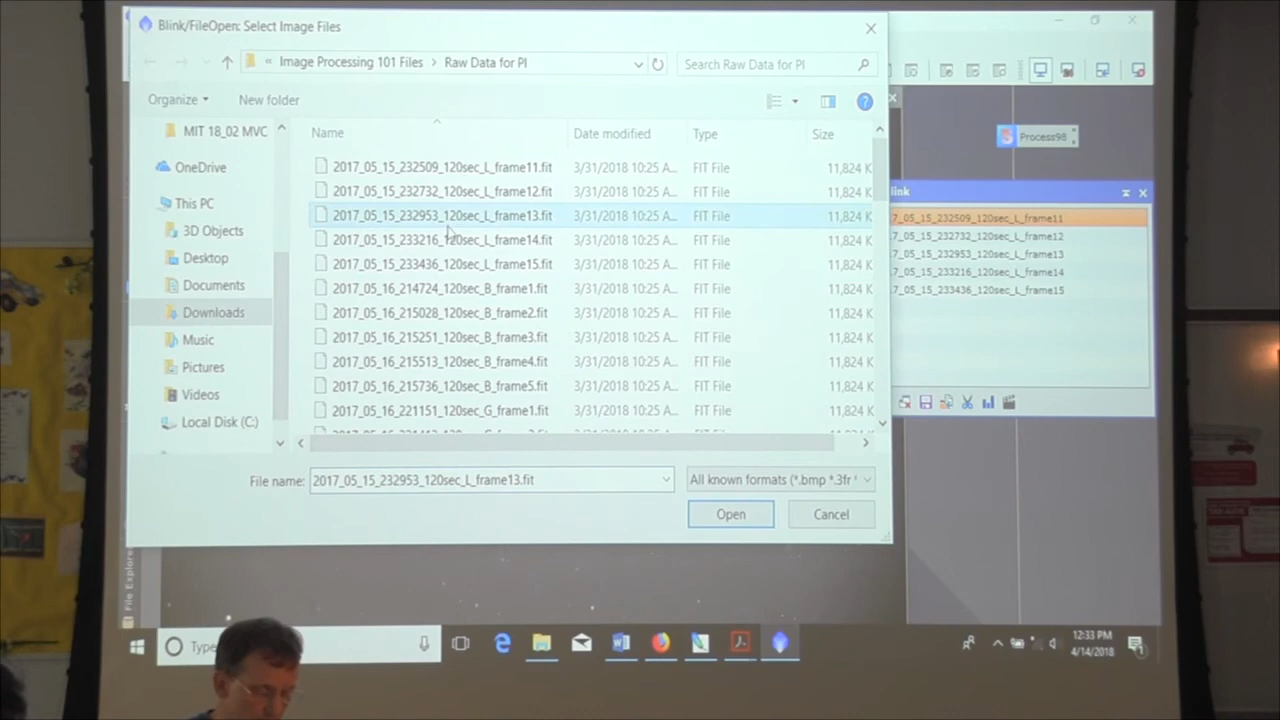 Blink/FileOpen: Select Image Files
« Image Processing 101 Files › Raw Data for PI
Search Raw Data for PI
Organize
New folder
Name Date modified Type Size
MIT 18_02 MVC
OneDrive
This PC
3D Objects
Desktop
Documents
Downloads
Music
Pictures
Videos
Local Disk (C:)
2017_05_15_232509_120sec_L_frame11.fit 3/31/2018 10:25 A... FIT File 11,824 K
2017_05_15_232732_120sec_L_frame12.fit 3/31/2018 10:25 A... FIT File 11,824 K
2017_05_15_232953_120sec_L_frame13.fit 3/31/2018 10:25 A... FIT File 11,824 K
2017_05_15_233216_120sec_L_frame14.fit 3/31/2018 10:25 A... FIT File 11,824 K
2017_05_15_233436_120sec_L_frame15.fit 3/31/2018 10:25 A... FIT File 11,824 K
2017_05_16_214724_120sec_B_frame1.fit 3/31/2018 10:25 A... FIT File 11,824 K
2017_05_16_215028_120sec_B_frame2.fit 3/31/2018 10:25 A... FIT File 11,824 K
2017_05_16_215251_120sec_B_frame3.fit 3/31/2018 10:25 A... FIT File 11,824 K
2017_05_16_215513_120sec_B_frame4.fit 3/31/2018 10:25 A... FIT File 11,824 K
2017_05_16_215736_120sec_B_frame5.fit 3/31/2018 10:25 A... FIT File 11,824 K
2017_05_16_221151_120sec_G_frame1.fit 3/31/2018 10:25 A... FIT File 11,824 K
File name: 2017_05_15_232953_120sec_L_frame13.fit
All known formats (*.bmp *.3fr *
Open
Cancel
Process98
link
7_05_15_232509_120sec_L_frame11
7_05_15_232732_120sec_L_frame12
7_05_15_232953_120sec_L_frame13
7_05_15_233216_120sec_L_frame14
7_05_15_233436_120sec_L_frame15
File Explorer
Type
12:33 PM
4/14/2018